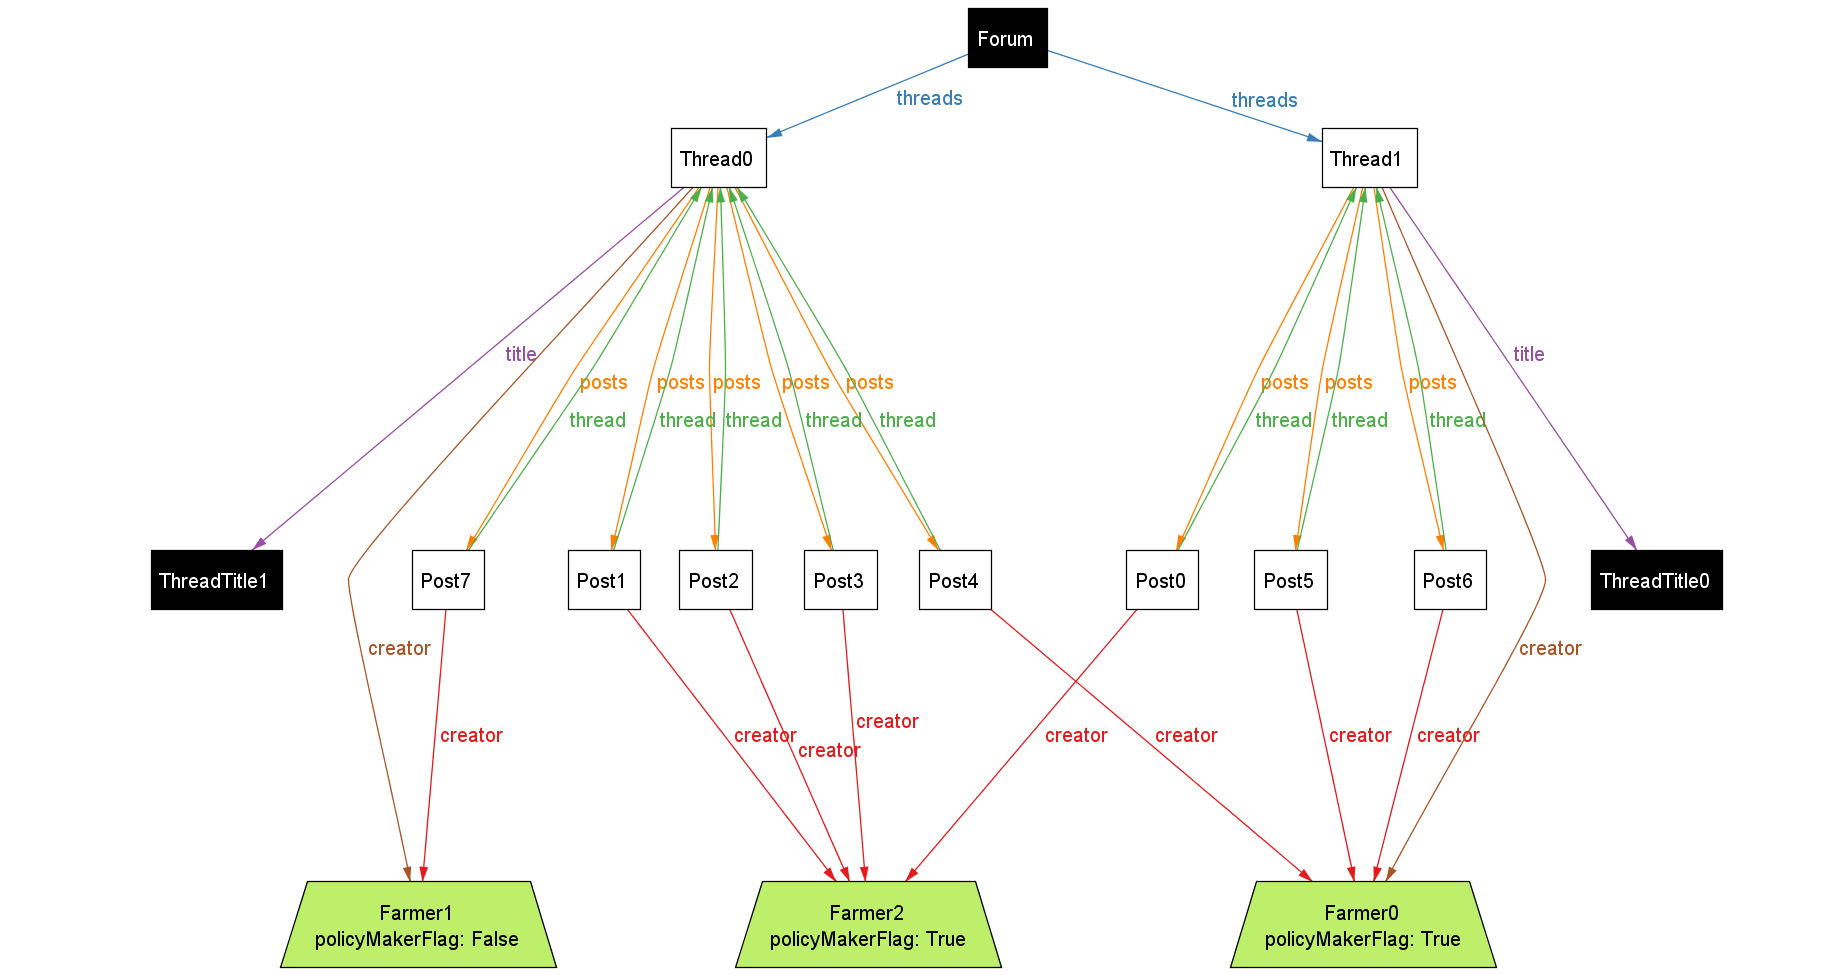 Forum
threads
threads
Thread0
Thread1
title
title
posts
posts
posts
posts
posts
posts
posts
posts
thread
thread
thread
thread
thread
thread
thread
thread
ThreadTitle1
Post7
Post1
Post2
Post3
Post4
Post0
Post5
Post6
ThreadTitle0
creator
creator
creator
creator
creator
creator
creator
creator
creator
creator
Farmer1
policyMakerFlag: False
Farmer2
policyMakerFlag: True
Farmer0
policyMakerFlag: True